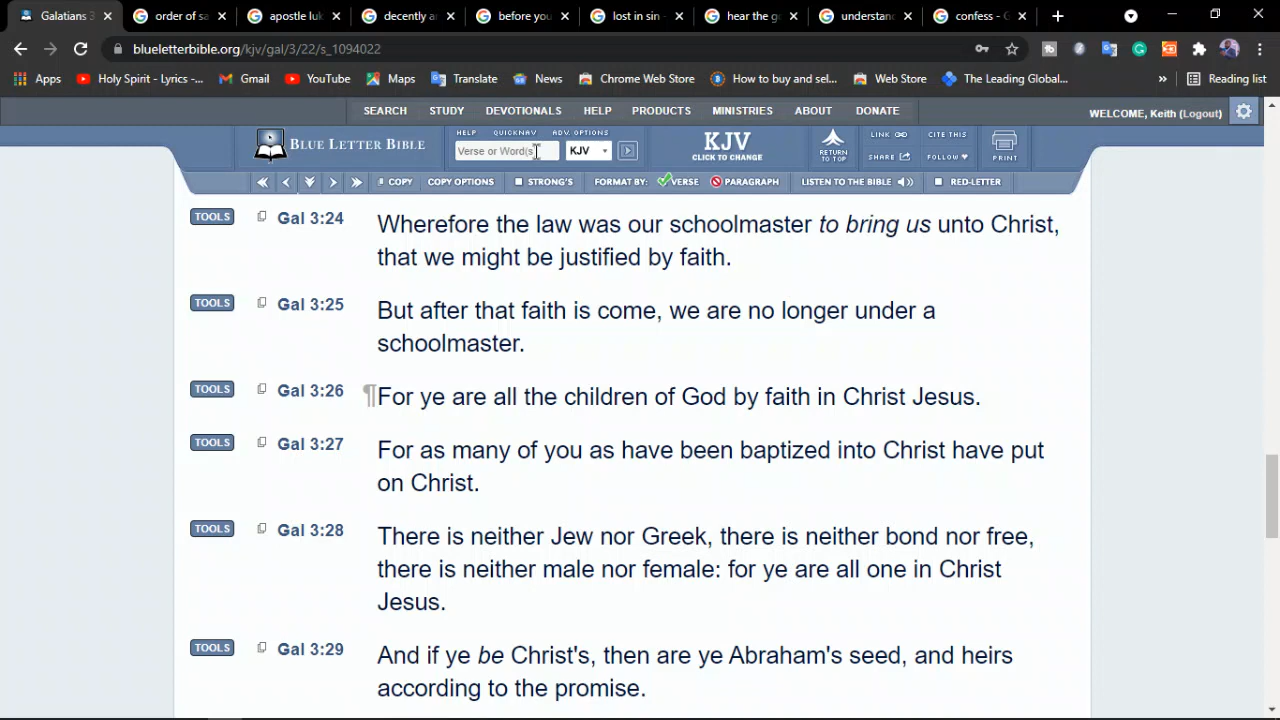 Galatians 3
order of sa
apostle luk
decently a
before you
lost in sin -
hear the g
understan
confess - G
blueletterbible.org/kjv/gal/3/22/s_1094022
Apps
Holy Spirit - Lyrics -...
Gmail
YouTube
Maps
Translate
News
Chrome Web Store
How to buy and sel...
Web Store
The Leading Global...
»
Reading list
SEARCH STUDY DEVOTIONALS HELP PRODUCTS MINISTRIES ABOUT DONATE
WELCOME, Keith (Logout)
BLUE LETTER BIBLE
HELP QUICKNAV ADV. OPTIONS
Verse or Word(s)
KJV
KJV
CLICK TO CHANGE
RETURN
TO TOP
LINK
CITE THIS
SHARE
FOLLOW
PRINT
COPY COPY OPTIONS STRONG'S FORMAT BY: VERSE PARAGRAPH LISTEN TO THE BIBLE RED-LETTER
TOOLS Gal 3:24 Wherefore the law was our schoolmaster to bring us unto Christ,
that we might be justified by faith.
TOOLS Gal 3:25 But after that faith is come, we are no longer under a
schoolmaster.
TOOLS Gal 3:26 ¶For ye are all the children of God by faith in Christ Jesus.
TOOLS Gal 3:27 For as many of you as have been baptized into Christ have put
on Christ.
TOOLS Gal 3:28 There is neither Jew nor Greek, there is neither bond nor free,
there is neither male nor female: for ye are all one in Christ
Jesus.
TOOLS Gal 3:29 And if ye be Christ's, then are ye Abraham's seed, and heirs
according to the promise.